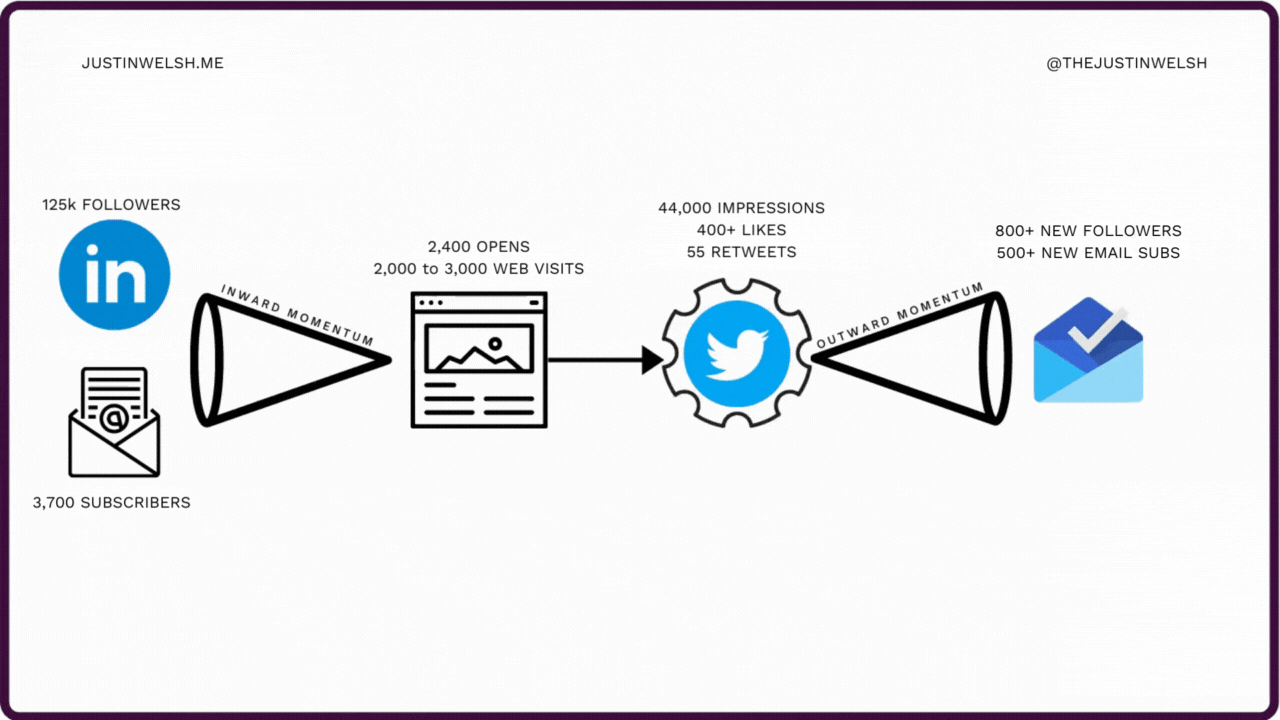 JUSTINWELSH.ME
@THEJUSTINWELSH
125k FOLLOWERS
in
3,700 SUBSCRIBERS
INWARD MOMENTUM
2,400 OPENS
2,000 to 3,000 WEB VISITS
44,000 IMPRESSIONS
400+ LIKES
55 RETWEETS
OUTWARD MOMENTUM
800+ NEW FOLLOWERS
500+ NEW EMAIL SUBS